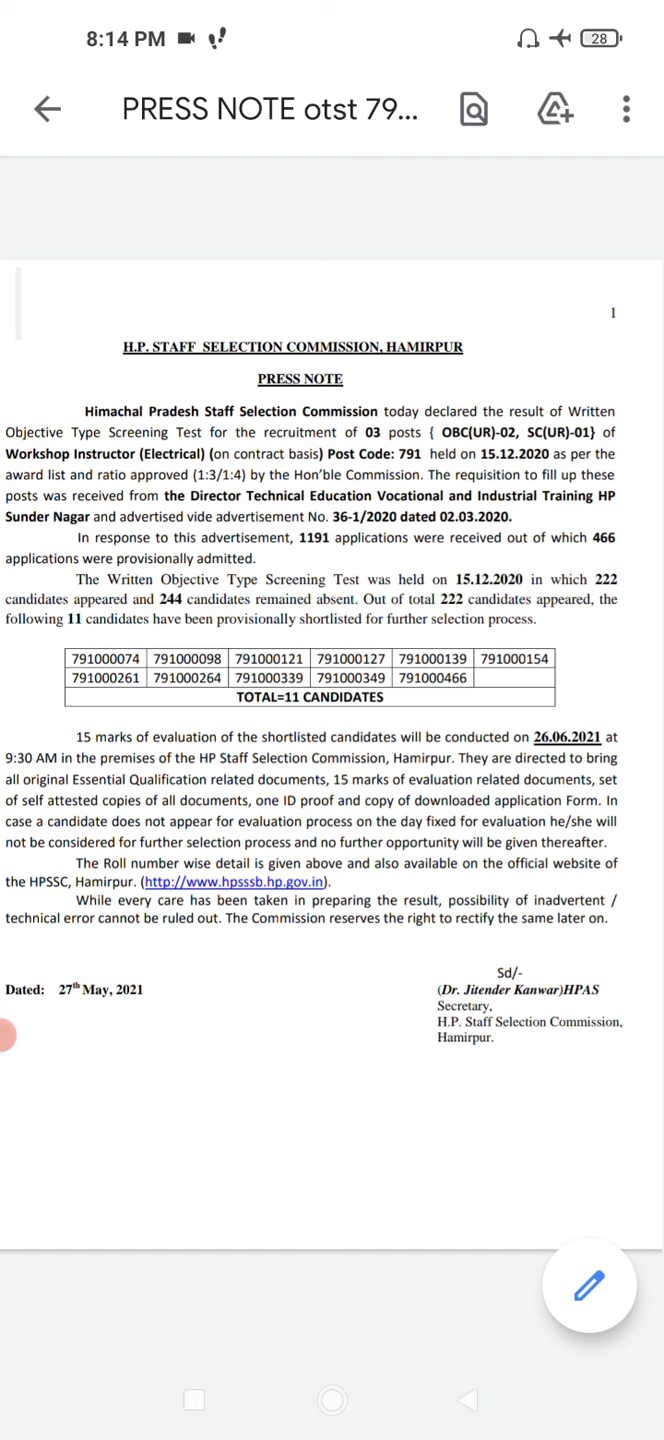 8:14 PM
28
PRESS NOTE otst 79...
1
H.P. STAFF SELECTION COMMISSION, HAMIRPUR
PRESS NOTE
Himachal Pradesh Staff Selection Commission today declared the result of Written
Objective Type Screening Test for the recruitment of 03 posts { OBC(UR)-02, SC(UR)-01} of
Workshop Instructor (Electrical) (on contract basis) Post Code: 791 held on 15.12.2020 as per the
award list and ratio approved (1:3/1:4) by the Hon'ble Commission. The requisition to fill up these
posts was received from the Director Technical Education Vocational and Industrial Training HP
Sunder Nagar and advertised vide advertisement No. 36-1/2020 dated 02.03.2020.
In response to this advertisement, 1191 applications were received out of which 466
applications were provisionally admitted.
The Written Objective Type Screening Test was held on 15.12.2020 in which 222
candidates appeared and 244 candidates remained absent. Out of total 222 candidates appeared, the
following 11 candidates have been provisionally shortlisted for further selection process.
791000074 791000098 791000121 791000127 791000139 791000154
791000261 791000264 791000339 791000349 791000466
TOTAL=11 CANDIDATES
15 marks of evaluation of the shortlisted candidates will be conducted on 26.06.2021 at
9:30 AM in the premises of the HP Staff Selection Commission, Hamirpur. They are directed to bring
all original Essential Qualification related documents, 15 marks of evaluation related documents, set
of self attested copies of all documents, one ID proof and copy of downloaded application Form. In
case a candidate does not appear for evaluation process on the day fixed for evaluation he/she will
not be considered for further selection process and no further opportunity will be given thereafter.
The Roll number wise detail is given above and also available on the official website of
the HPSSC, Hamirpur. (http://www.hpsssb.hp.gov.in).
While every care has been taken in preparing the result, possibility of inadvertent /
technical error cannot be ruled out. The Commission reserves the right to rectify the same later on.
Sd/-
Dated: 27th May, 2021
(Dr. Jitender Kanwar)HPAS
Secretary,
H.P. Staff Selection Commission,
Hamirpur.